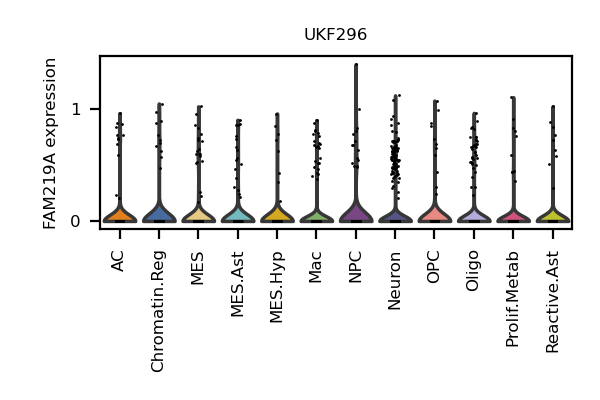 UKF296
FAM219A expression
1
0
AC
Chromatin.Reg
MES
MES.Ast
MES.Hyp
Mac
NPC
Neuron
OPC
Oligo
Prolif.Metab
Reactive.Ast